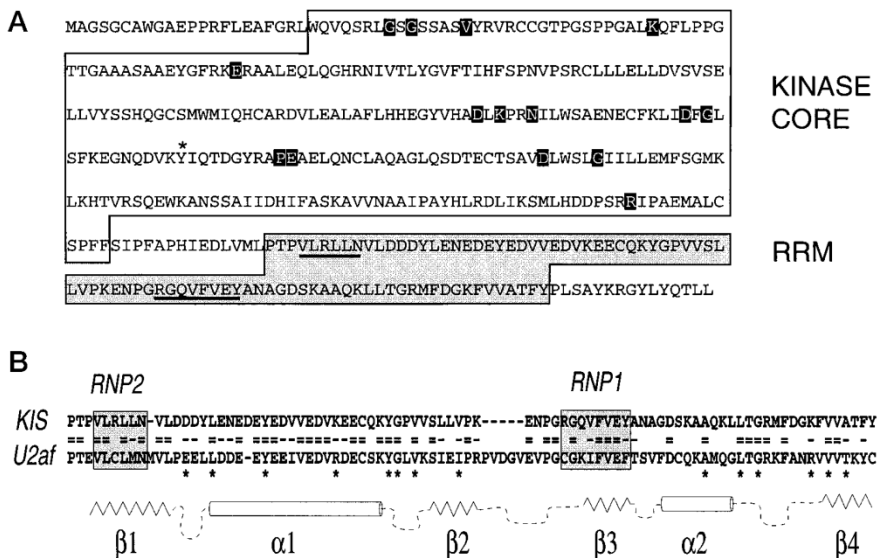 A
MAGSGCAWGAEPPRFLEAFGRLWQVQSRLGSGSSASVYRVRCCGTPGSPPGALKQFLPPG
TTGAAASAAEYGFRKERAALEQLQGHRNIVTLYGVFTIHFSPNVPSRCLLLELLDVSVSE
LLVYSSHQGCSMWMIQHCARDVLEALAFLHHEGYVHADLKPRNILWSAENECFKLIDFGL
KINASE
CORE
*
SFKEGNQDVKYIQTDGYRAPEAELQNCLAQAGLQSDTECTSAVDLWSLGIILLEMFSGMK
LKHTVRSQEWKANSSAIIDHIFASKAVVNAAIPAYHLRDLIKSMLHDDPSRRIPAEMALC
SPFFSIPFAPHIEDLVMLPTPVLRLLNVLDDDYLENEDEYEDVVEDVKEECQKYGPVVSL
RRM
LVPKENPGRGQVFVEYANAGDSKAAQKLLTGRMFDGKFVVATFYPLSAYKRGYLYQTLL
B
RNP2 RNP1
KIS PTPVLRLLN-VLDDDYLENEDEYEDVVEDVKEECQKYGPVVSLLVPK-----ENPGRGQVFVEYANAGDSKAAQKLLTGRMFDGKFVVATFY
U2af PTEVLCLMNMVLPEELLDDE-EYEEIVEDVRDECSKYGLVKSIEIPRPVDGVEVPGCGKIFVEFTSVFDCQKAMQGLTGRKFANRVVVTKYC
* * * * * * * * * * * * * *
β1 α1 β2 β3 α2 β4